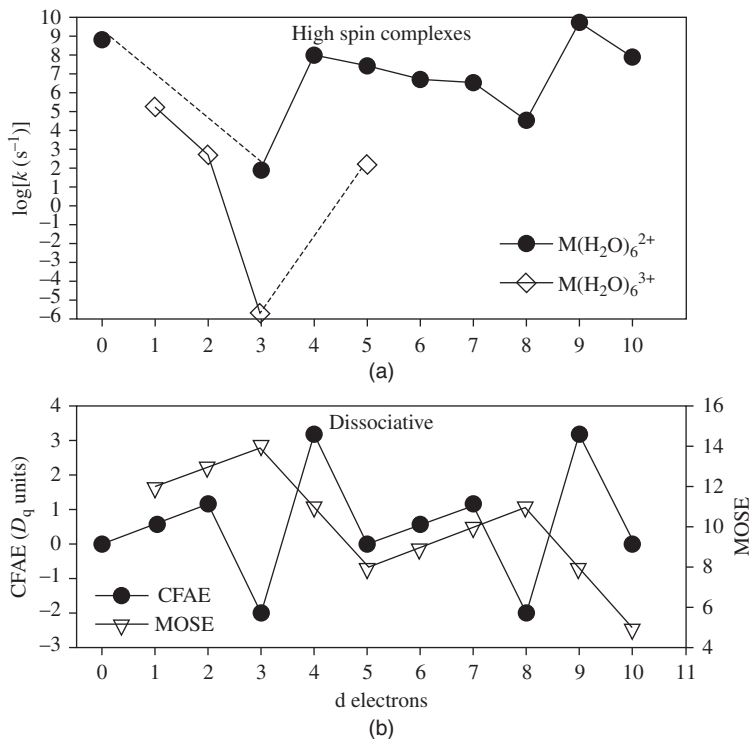 High spin complexes
log[k (s⁻¹)]
10
9
8
7
6
5
4
3
2
1
0
–1
–2
–3
–4
–5
–6
M(H₂O)₆²⁺
M(H₂O)₆³⁺
0 1 2 3 4 5 6 7 8 9 10
(a)
Dissociative
CFAE (Dq units)
4
3
2
1
0
–1
–2
–3
CFAE
MOSE
16
14
12
10
8
6
4
MOSE
0 1 2 3 4 5 6 7 8 9 10 11
d electrons
(b)